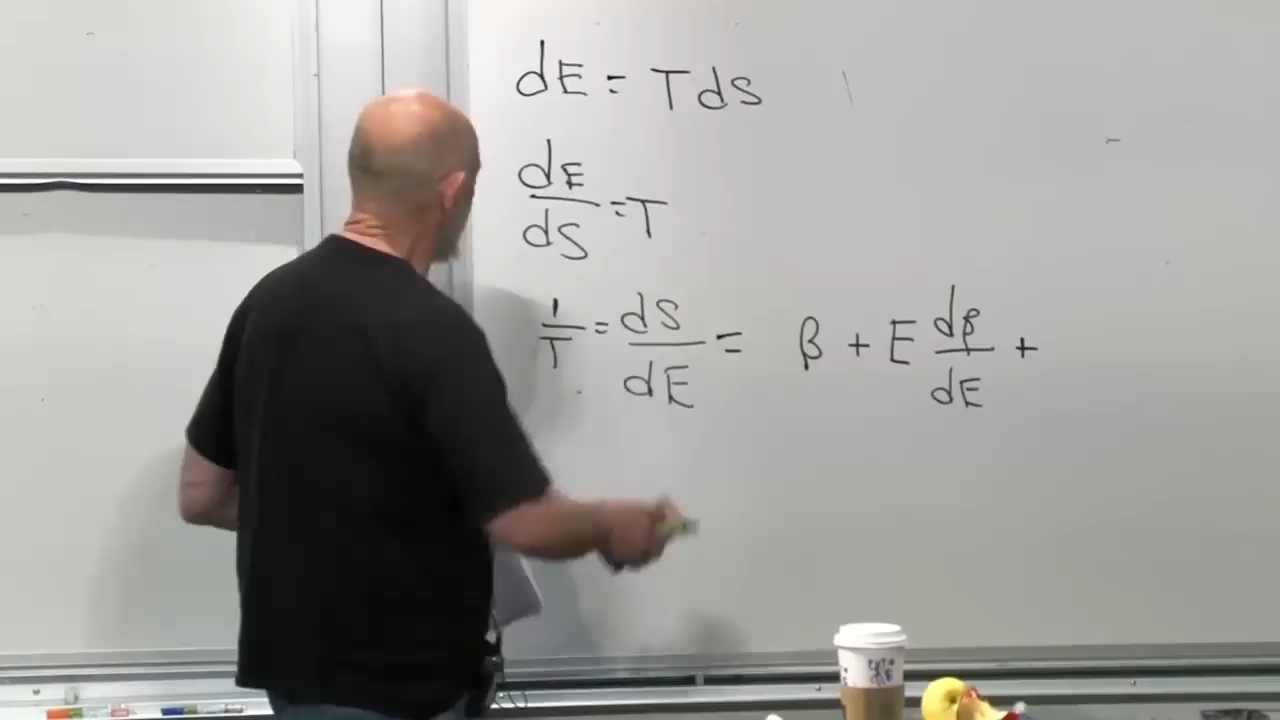 dE = TdS
dE/dS = T
1/T = dS/dE = β + E dβ/dE +